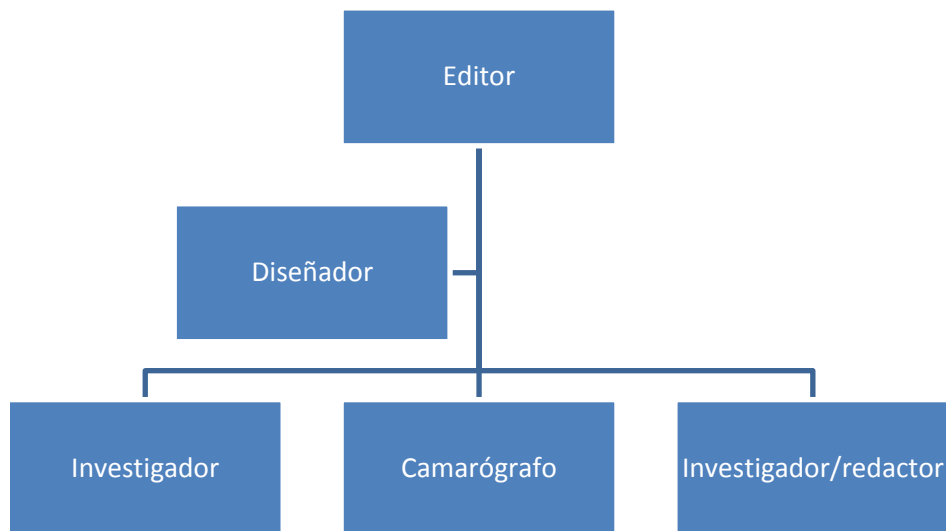 Editor
Diseñador
Investigador
Camarógrafo
Investigador/redactor